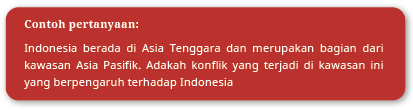 Contoh pertanyaan:
Indonesia berada di Asia Tenggara dan merupakan bagian dari
kawasan Asia Pasifik. Adakah konflik yang terjadi di kawasan ini
yang berpengaruh terhadap Indonesia